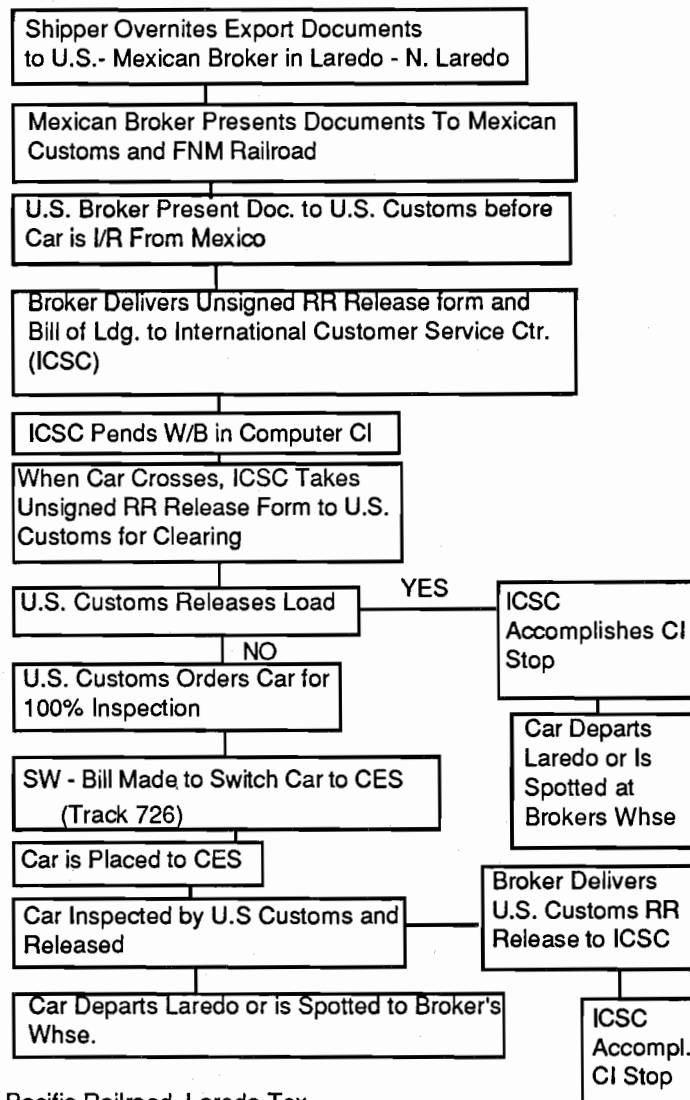 Shipper Overnites Export Documents
to U.S.- Mexican Broker in Laredo - N. Laredo
Mexican Broker Presents Documents To Mexican
Customs and FNM Railroad
U.S. Broker Present Doc. to U.S. Customs before
Car is I/R From Mexico
Broker Delivers Unsigned RR Release form and
Bill of Ldg. to International Customer Service Ctr.
(ICSC)
ICSC Pends W/B in Computer CI
When Car Crosses, ICSC Takes
Unsigned RR Release Form to U.S.
Customs for Clearing
U.S. Customs Releases Load
YES
ICSC
Accomplishes CI
Stop
Car Departs
Laredo or Is
Spotted at
Brokers Whse
NO
U.S. Customs Orders Car for
100% Inspection
SW - Bill Made to Switch Car to CES
(Track 726)
Car is Placed to CES
Car Inspected by U.S Customs and
Released
Broker Delivers
U.S. Customs RR
Release to ICSC
ICSC
Accompl.
CI Stop
Car Departs Laredo or is Spotted to Broker's
Whse.
Pacific Railroad, Laredo Tex